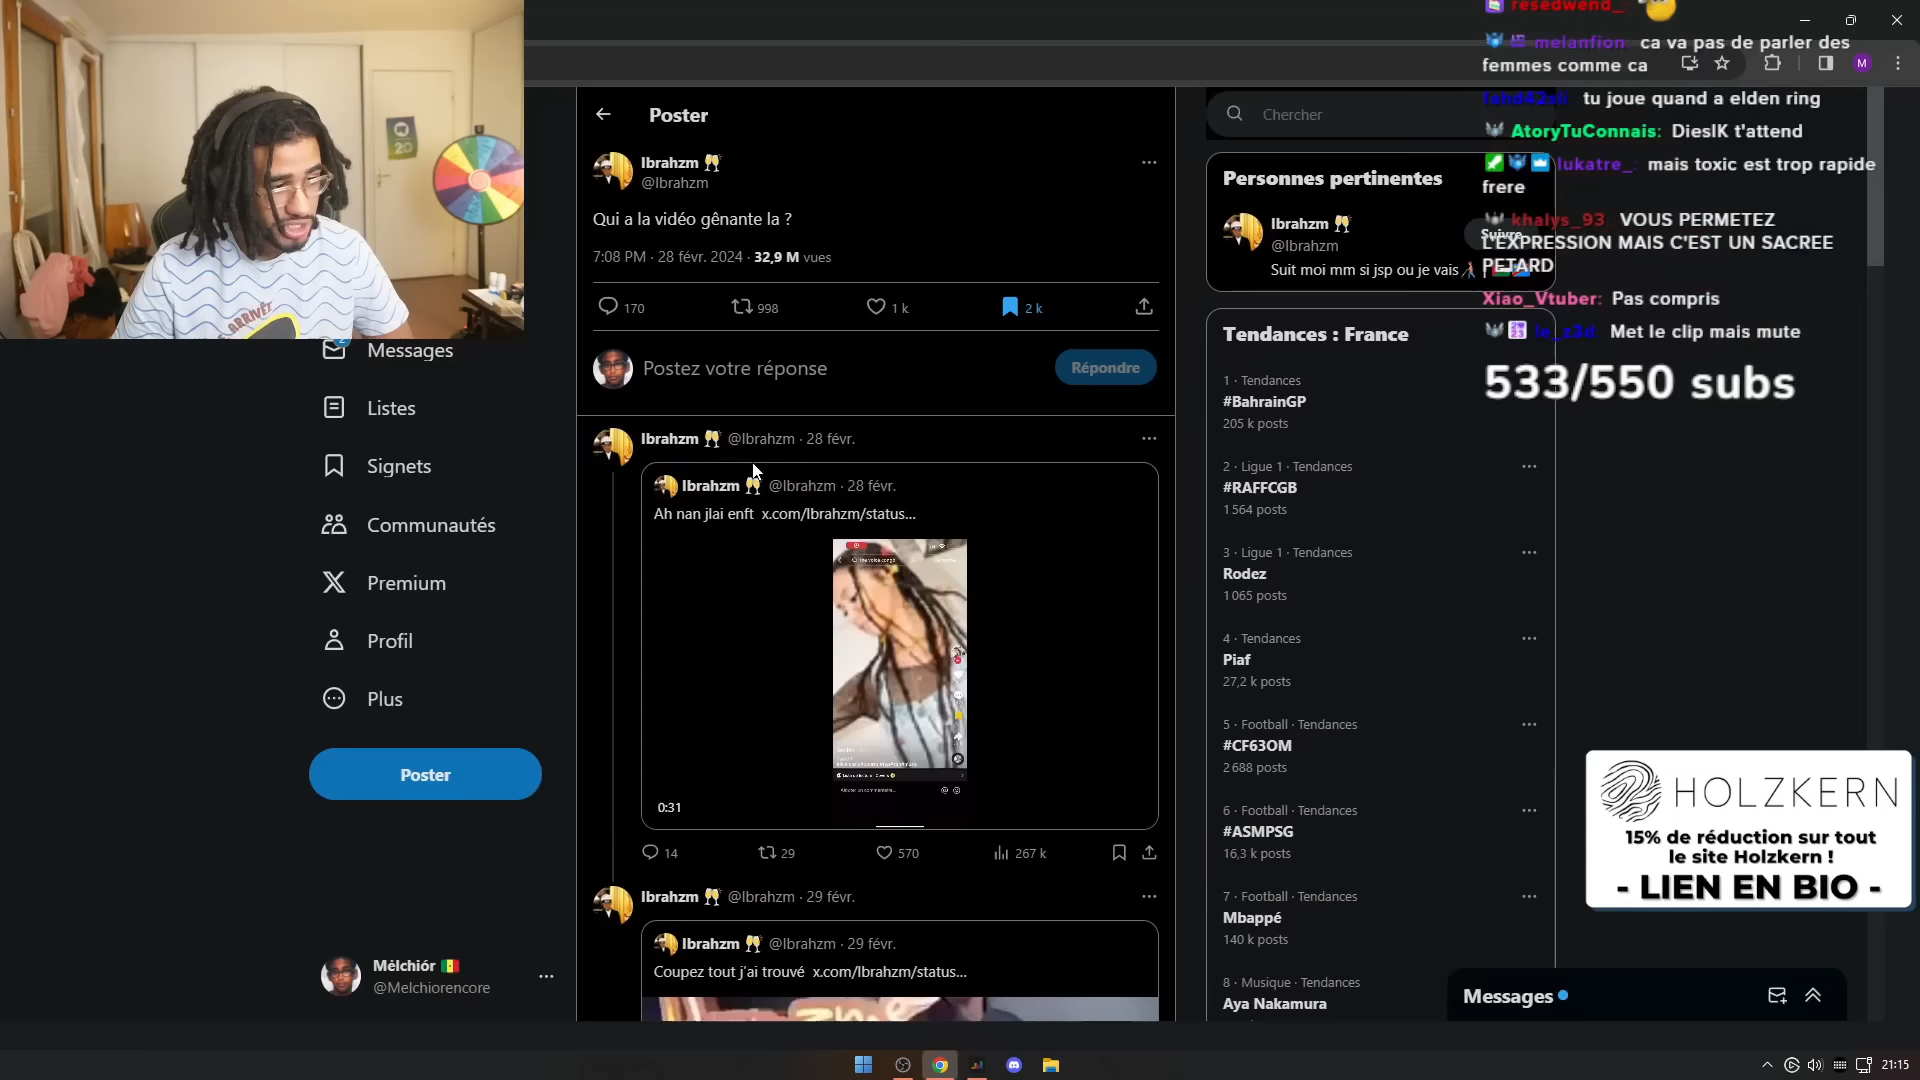 ARRIVÉ
20
Messages
Listes
Signets
Communautés
Premium
Profil
Plus
Poster
Mélchiór
@Melchiorencore
Poster
Ibrahzm
@Ibrahzm
Qui a la vidéo gênante la ?
7:08 PM · 28 févr. 2024 · 32,9 M vues
170
998
1 k
2 k
Postez votre réponse
Répondre
Ibrahzm @Ibrahzm · 28 févr.
Ibrahzm @Ibrahzm · 28 févr.
Ah nan jlai enft x.com/Ibrahzm/status...
the voice congo
Ajouter un commentaire...
0:31
14
29
570
267 k
Ibrahzm @Ibrahzm · 29 févr.
Ibrahzm @Ibrahzm · 29 févr.
Coupez tout j'ai trouvé x.com/Ibrahzm/status...
Chercher
Personnes pertinentes
Ibrahzm
@Ibrahzm
Suivre
Suit moi mm si jsp ou je vais
Tendances : France
1 · Tendances
#BahrainGP
205 k posts
2 · Ligue 1 · Tendances
#RAFFCGB
1 564 posts
3 · Ligue 1 · Tendances
Rodez
1 065 posts
4 · Tendances
Piaf
27,2 k posts
5 · Football · Tendances
#CF63OM
2 688 posts
6 · Football · Tendances
#ASMPSG
16,3 k posts
7 · Football · Tendances
Mbappé
140 k posts
8 · Musique · Tendances
Aya Nakamura
resedwend_
melanfion: ca va pas de parler des
femmes comme ca
M
tu joue quand a elden ring
AtoryTuConnais: DiesIK t'attend
lukatre_: mais toxic est trop rapide
frere
khalys_93: VOUS PERMETEZ
L'EXPRESSION MAIS C'EST UN SACREE
PETARD
Xiao_Vtuber: Pas compris
le_z3d: Met le clip mais mute
533/550 subs
HOLZKERN
15% de réduction sur tout
le site Holzkern !
- LIEN EN BIO -
Messages
21:15